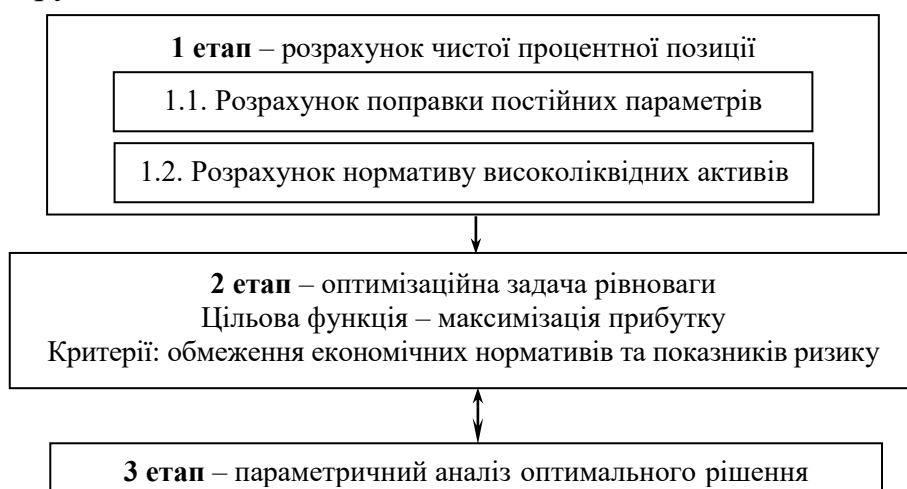 1 етап – розрахунок чистої процентної позиції
1.1. Розрахунок поправки постійних параметрів
1.2. Розрахунок нормативу високоліквідних активів
2 етап – оптимізаційна задача рівноваги
Цільова функція – максимізація прибутку
Критерії: обмеження економічних нормативів та показників ризику
3 етап – параметричний аналіз оптимального рішення